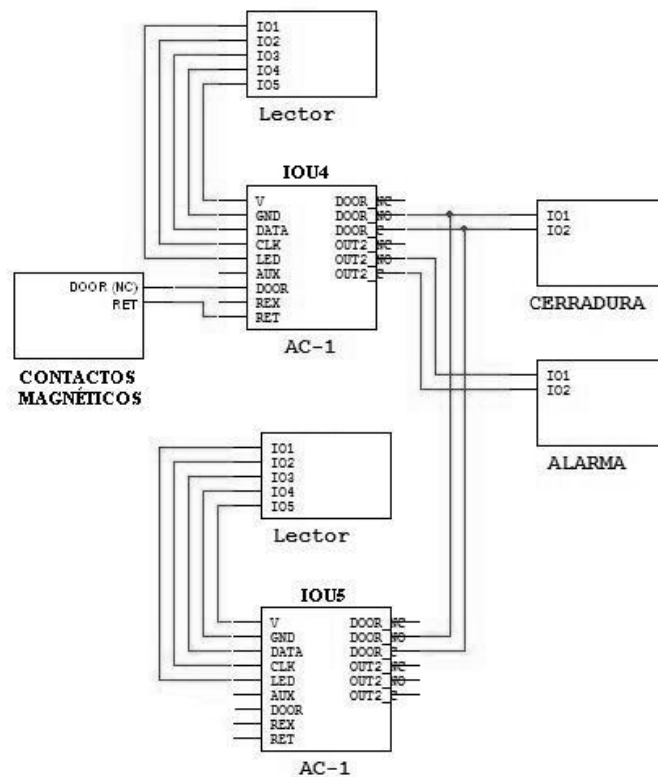 IO1
IO2
IO3
IO4
IO5
Lector
IOU4
V
GND
DATA
CLK
LED
AUX
DOOR
REX
RET
DOOR_NC
DOOR_NO
DOOR_C
OUT2_NC
OUT2_NO
OUT2_C
AC-1
DOOR (NC)
RET
CONTACTOS
MAGNÉTICOS
IO1
IO2
CERRADURA
IO1
IO2
ALARMA
IO1
IO2
IO3
IO4
IO5
Lector
IOU5
V
GND
DATA
CLK
LED
AUX
DOOR
REX
RET
DOOR_NC
DOOR_NO
DOOR_C
OUT2_NC
OUT2_NO
OUT2_C
AC-1